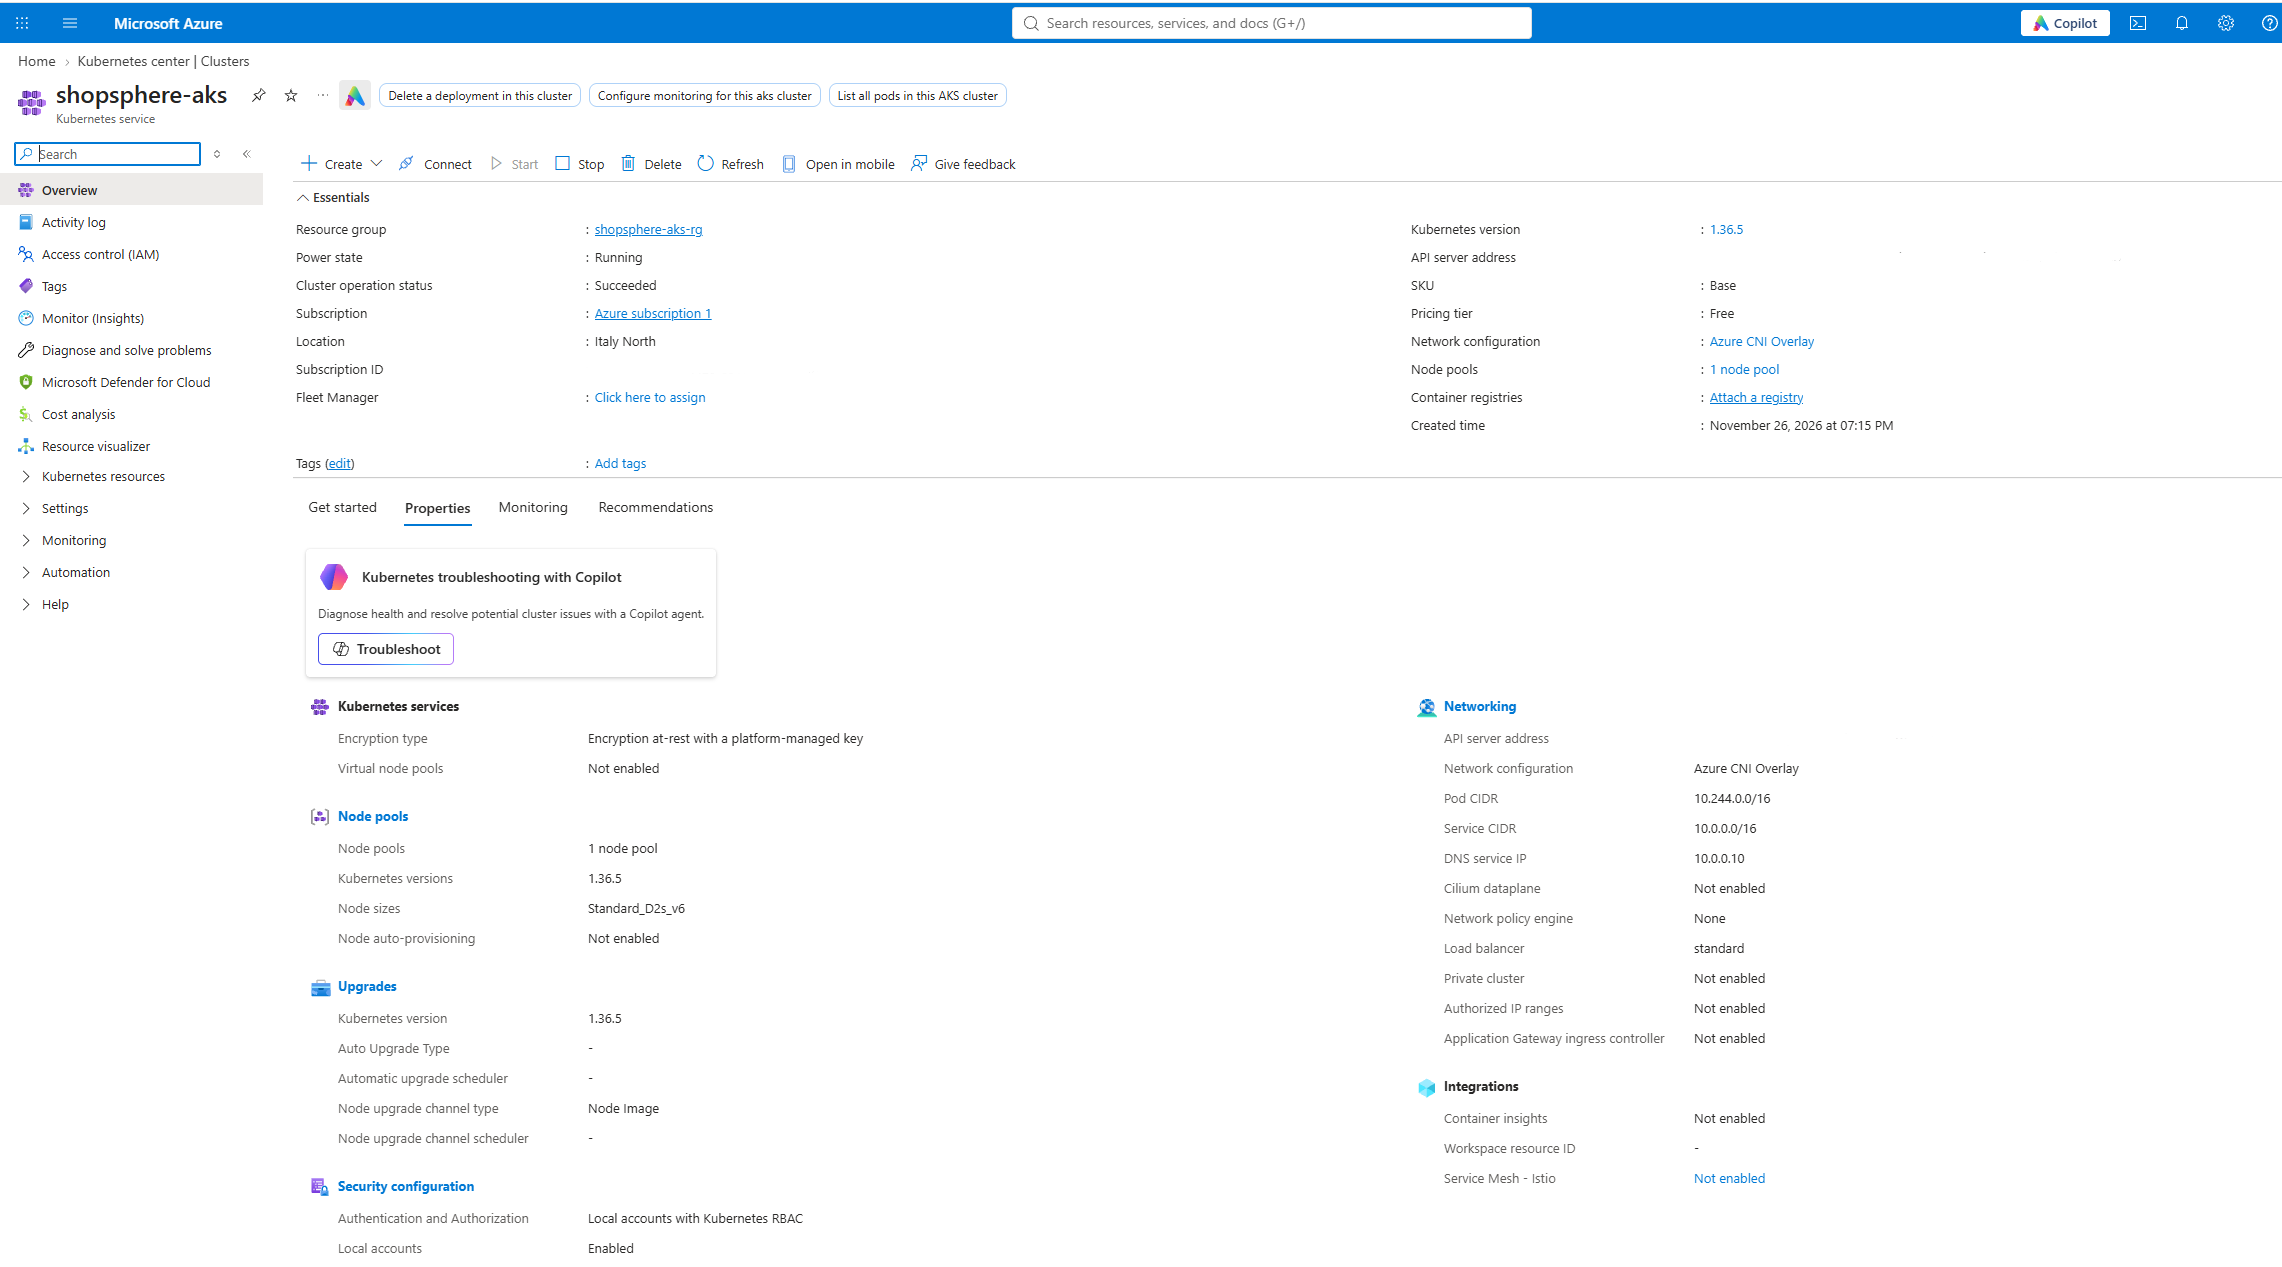 Microsoft Azure
Search resources, services, and docs (G+/)
Copilot
Home > Kubernetes center | Clusters
shopsphere-aks
Kubernetes service
Delete a deployment in this cluster
Configure monitoring for this aks cluster
List all pods in this AKS cluster
Search
Overview
Activity log
Access control (IAM)
Tags
Monitor (Insights)
Diagnose and solve problems
Microsoft Defender for Cloud
Cost analysis
Resource visualizer
Kubernetes resources
Settings
Monitoring
Automation
Help
Create Connect Start Stop Delete Refresh Open in mobile Give feedback
Essentials
Resource group : shopsphere-aks-rg
Power state : Running
Cluster operation status : Succeeded
Subscription : Azure subscription 1
Location : Italy North
Subscription ID
Fleet Manager : Click here to assign
Kubernetes version : 1.36.5
API server address
SKU : Base
Pricing tier : Free
Network configuration : Azure CNI Overlay
Node pools : 1 node pool
Container registries : Attach a registry
Created time : November 26, 2026 at 07:15 PM
Tags (edit) : Add tags
Get started Properties Monitoring Recommendations
Kubernetes troubleshooting with Copilot
Diagnose health and resolve potential cluster issues with a Copilot agent.
Troubleshoot
Kubernetes services
Encryption type Encryption at-rest with a platform-managed key
Virtual node pools Not enabled
Node pools
Node pools 1 node pool
Kubernetes versions 1.36.5
Node sizes Standard_D2s_v6
Node auto-provisioning Not enabled
Upgrades
Kubernetes version 1.36.5
Auto Upgrade Type -
Automatic upgrade scheduler -
Node upgrade channel type Node Image
Node upgrade channel scheduler -
Security configuration
Authentication and Authorization Local accounts with Kubernetes RBAC
Local accounts Enabled
Networking
API server address
Network configuration Azure CNI Overlay
Pod CIDR 10.244.0.0/16
Service CIDR 10.0.0.0/16
DNS service IP 10.0.0.10
Cilium dataplane Not enabled
Network policy engine None
Load balancer standard
Private cluster Not enabled
Authorized IP ranges Not enabled
Application Gateway ingress controller Not enabled
Integrations
Container insights Not enabled
Workspace resource ID -
Service Mesh - Istio Not enabled